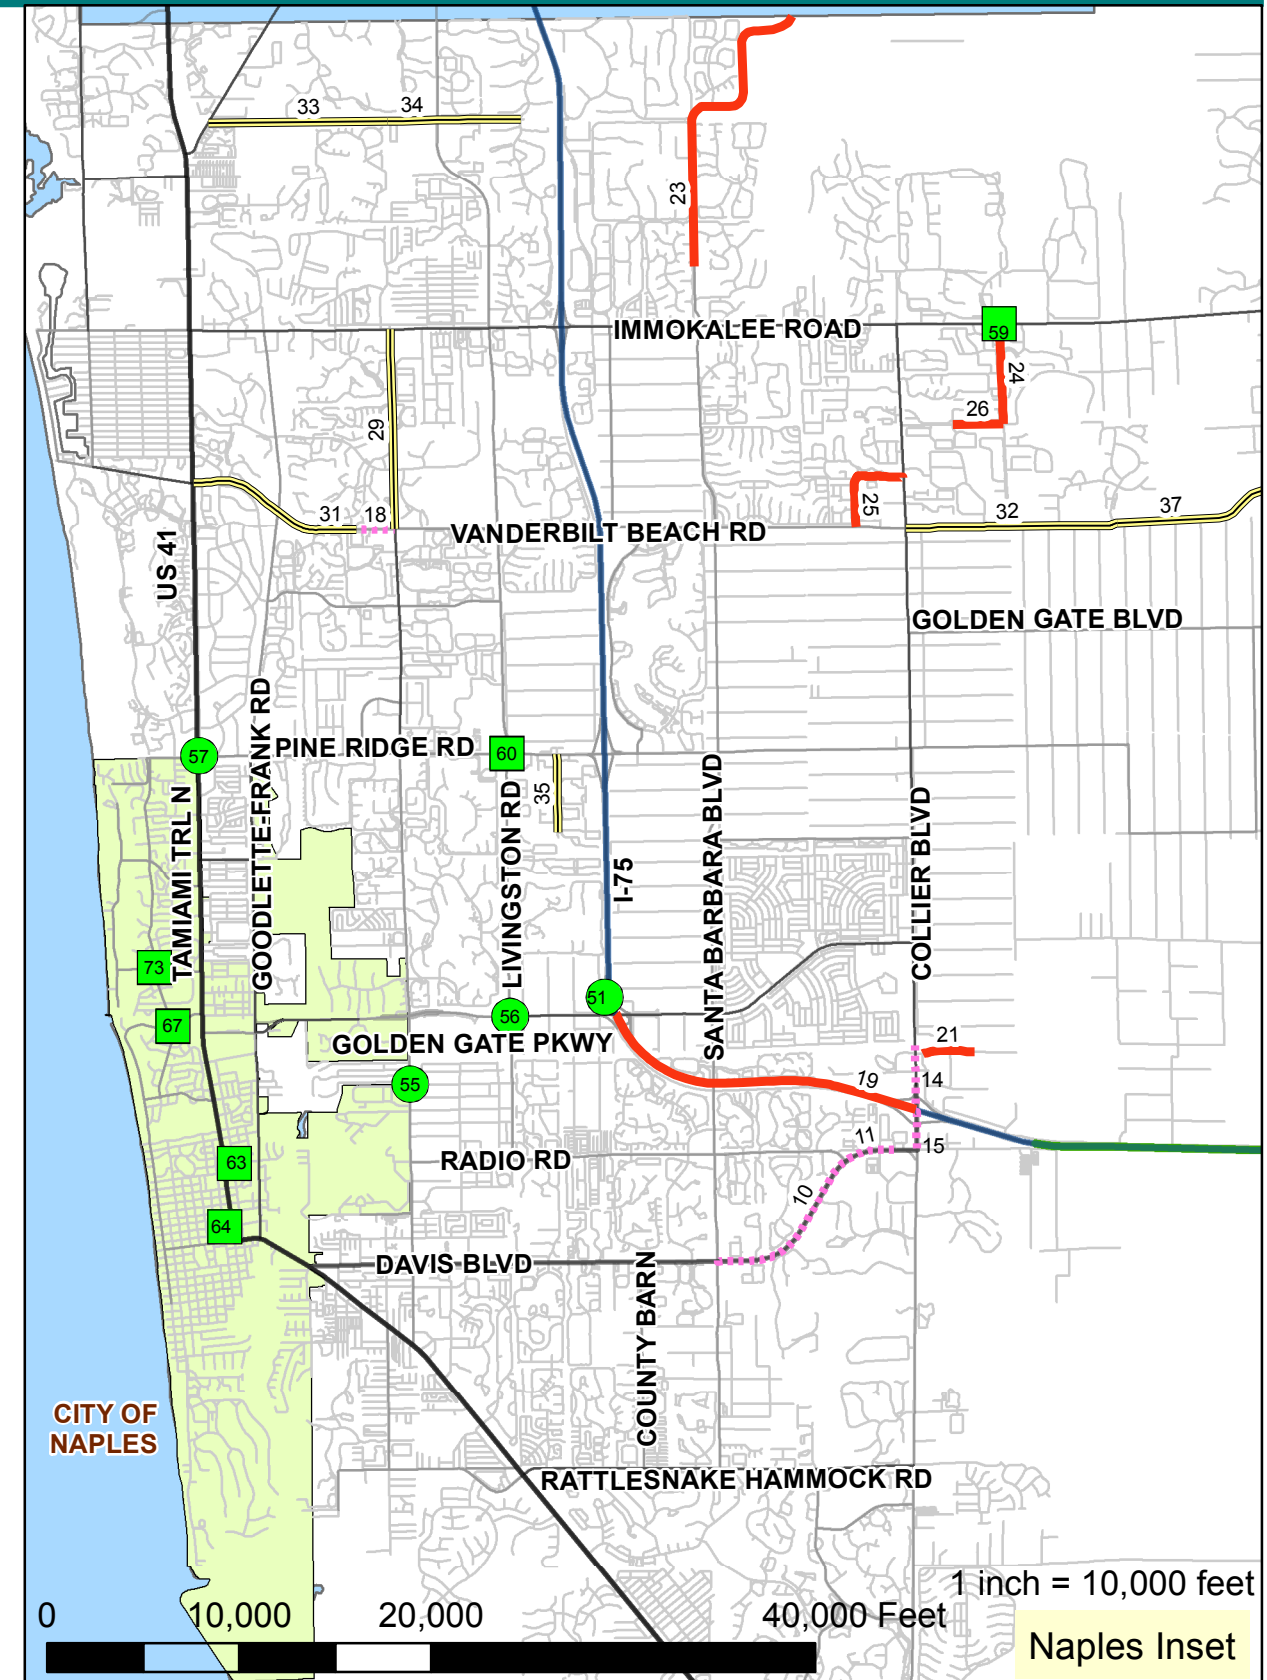 33
34
23
IMMOKALEE ROAD
59
24
26
29
25
31
18
32
37
VANDERBILT BEACH RD
US 41
GOLDEN GATE BLVD
GOODLETTE-FRANK RD
57
PINE RIDGE RD
60
35
TAMIAMI TRL N
LIVINGSTON RD
I-75
SANTA BARBARA BLVD
COLLIER BLVD
73
67
56
51
GOLDEN GATE PKWY
21
55
19
14
11
15
63
RADIO RD
10
64
DAVIS BLVD
COUNTY BARN
CITY OF
NAPLES
RATTLESNAKE HAMMOCK RD
1 inch = 10,000 feet
0
10,000
20,000
40,000 Feet
Naples Inset